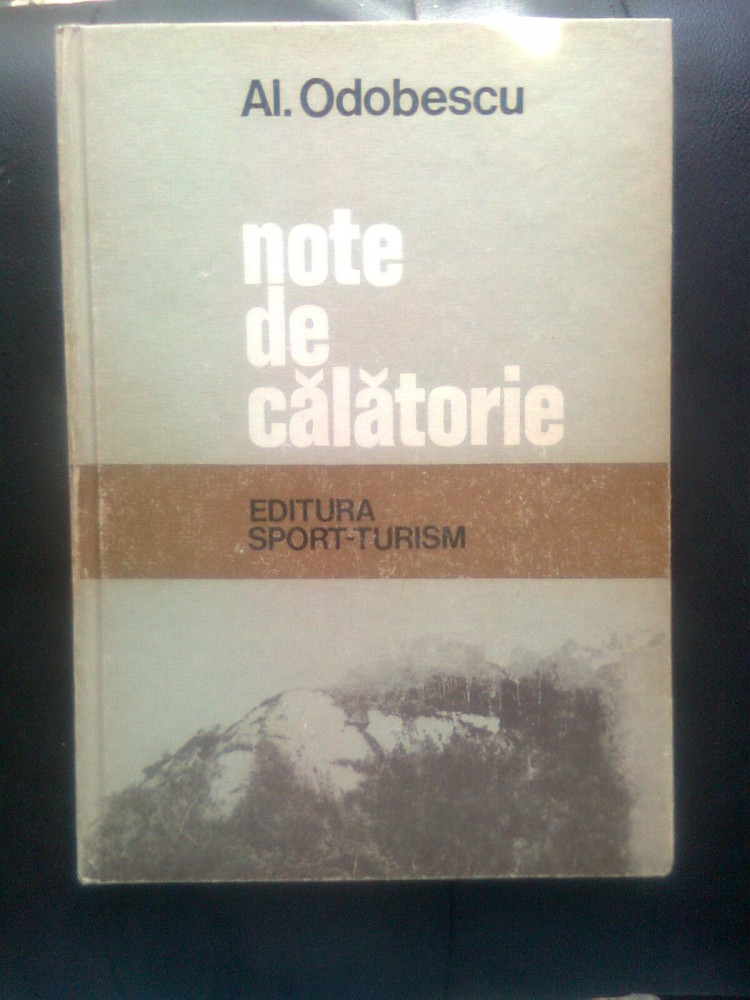 Al. Odobescu
note
de
călătorie
EDITURA
SPORT-TURISM